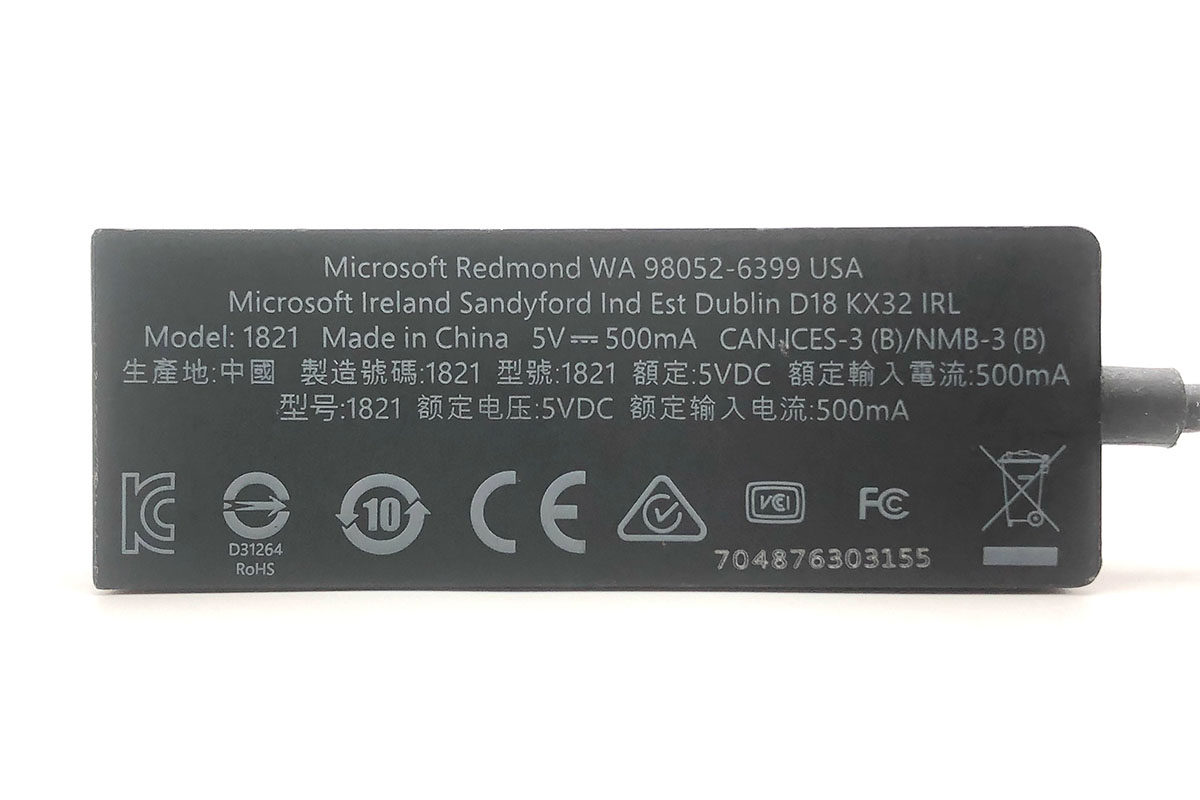 Microsoft Redmond WA 98052-6399 USA
Microsoft Ireland Sandyford Ind Est Dublin D18 KX32 IRL
Model: 1821 Made in China 5V⎓500mA CAN ICES-3 (B)/NMB-3 (B)
生產地:中國 製造號碼:1821 型號:1821 額定:5VDC 額定輸入電流:500mA
型号:1821 额定电压:5VDC 额定输入电流:500mA
KC 10 CE VCI FC
D31264
RoHS
704876303155